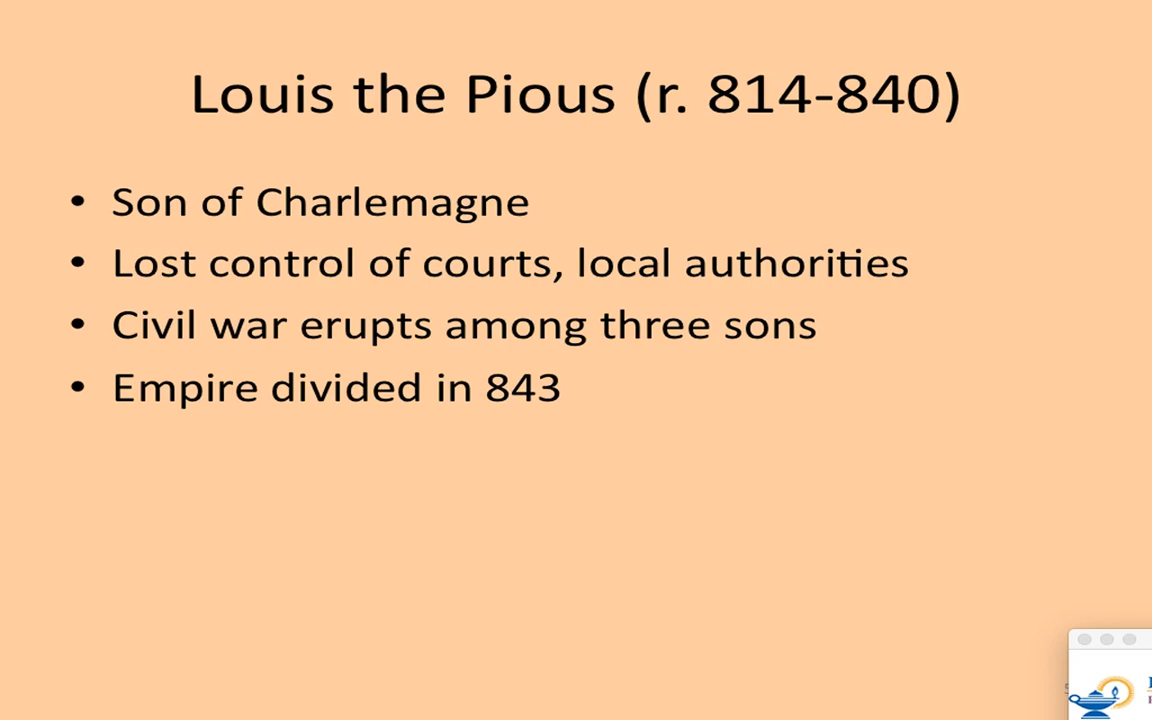 Louis the Pious (r. 814-840)
• Son of Charlemagne
• Lost control of courts, local authorities
• Civil war erupts among three sons
• Empire divided in 843